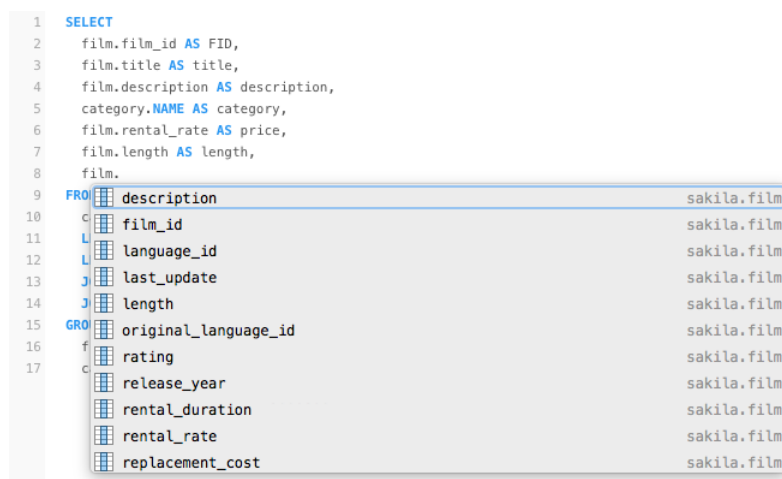 1 SELECT
2 film.film_id AS FID,
3 film.title AS title,
4 film.description AS description,
5 category.NAME AS category,
6 film.rental_rate AS price,
7 film.length AS length,
8 film.
9 FRO
description sakila.film
10 c
film_id sakila.film
11 L
language_id sakila.film
12 L
last_update sakila.film
13 JO
length sakila.film
14 JO
original_language_id sakila.film
15 GRO
rating sakila.film
16 f
release_year sakila.film
17 c
rental_duration sakila.film
rental_rate sakila.film
replacement_cost sakila.film